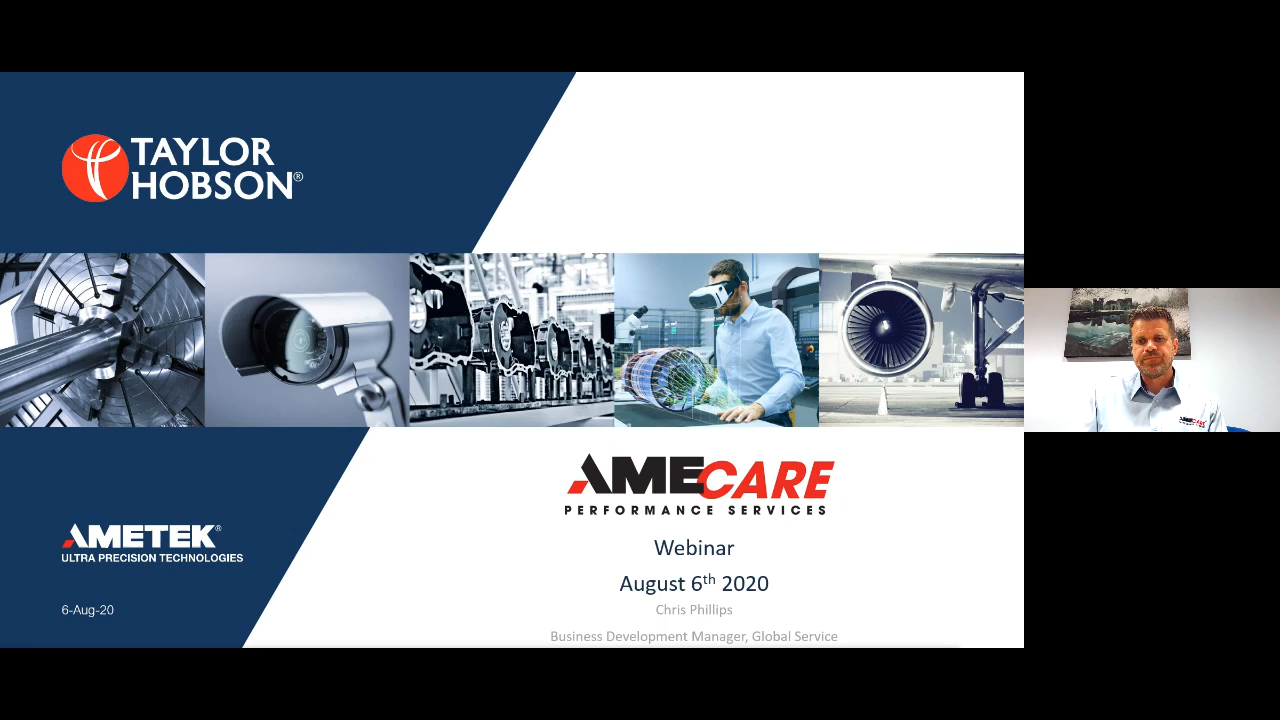 TAYLOR
HOBSON®
AMECARE
PERFORMANCE SERVICES
Webinar
August 6th 2020
Chris Phillips
Business Development Manager, Global Service
AMETEK®
ULTRA PRECISION TECHNOLOGIES
6-Aug-20
AMECARE